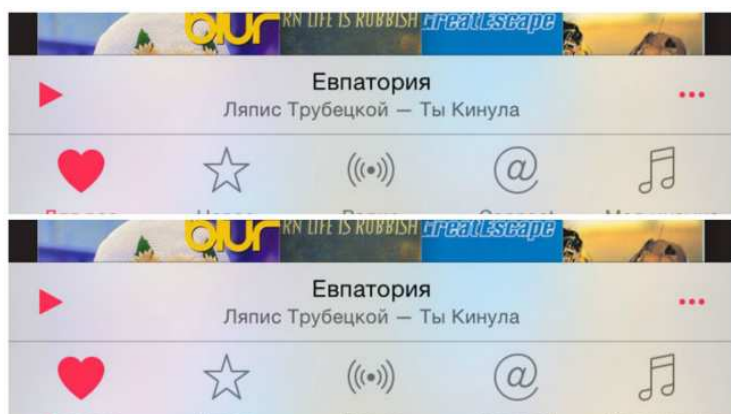 blur
RN LIFE IS RUBBISH
Great Escape
Евпатория
Ляпис Трубецкой — Ты Кинула
blur
RN LIFE IS RUBBISH
Great Escape
Евпатория
Ляпис Трубецкой — Ты Кинула